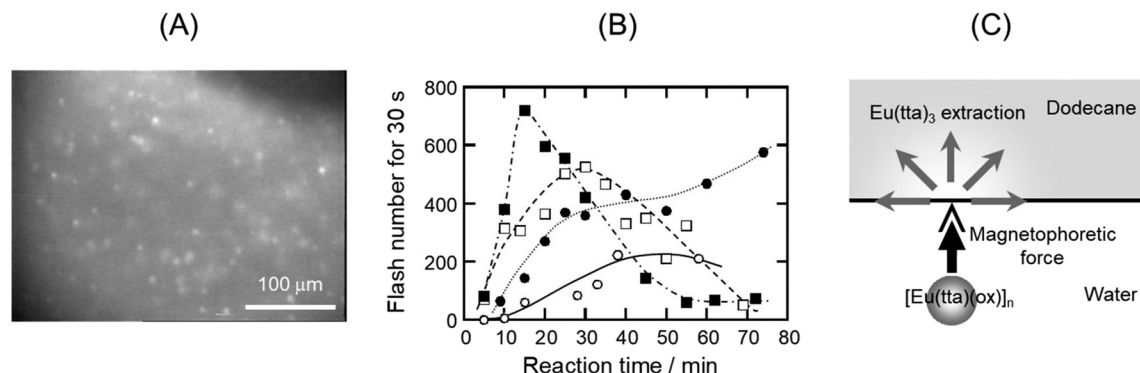 (A)
100 μm
(B)
Flash number for 30 s
800
600
400
200
0
0 10 20 30 40 50 60 70 80
Reaction time / min
(C)
Dodecane
Eu(tta)₃ extraction
Magnetophoretic
force
[Eu(tta)(ox)]ₙ
Water